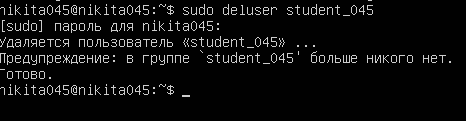 nikita045@nikita045:~$ sudo deluser student_045
[sudo] пароль для nikita045:
Удаляется пользователь «student_045» ...
Предупреждение: в группе `student_045' больше никого нет.
Готово.
nikita045@nikita045:~$ _